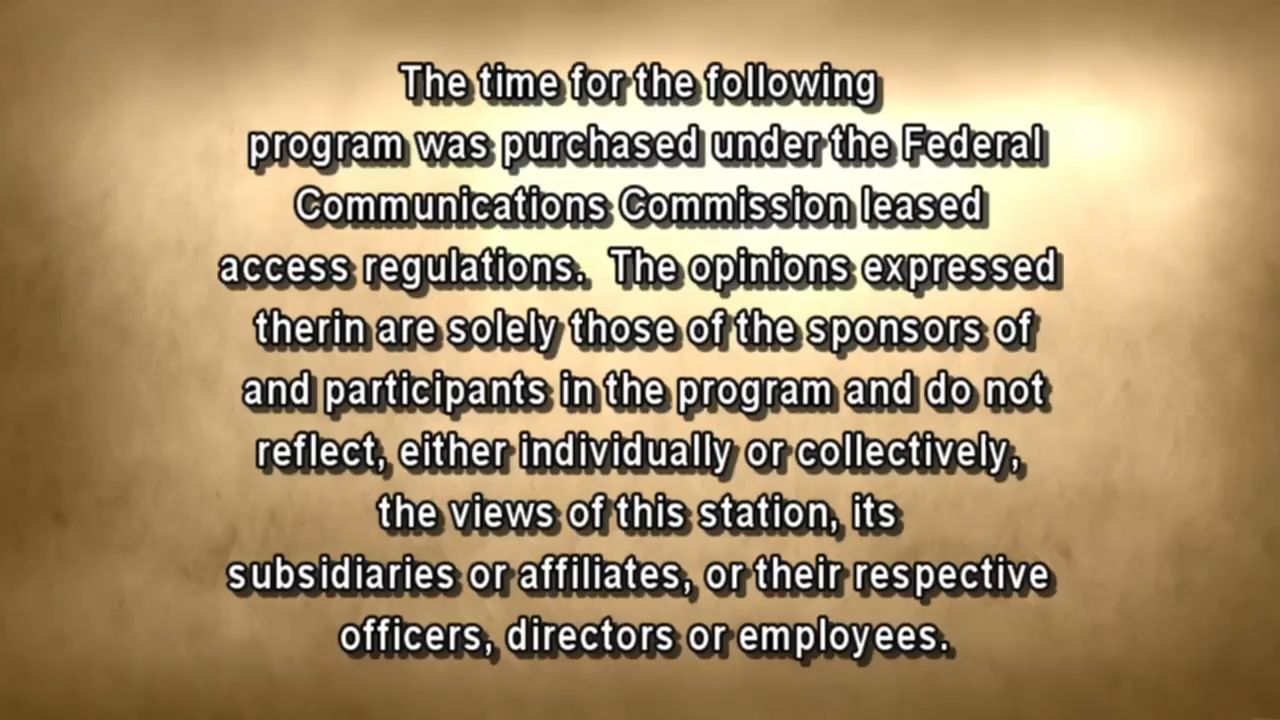 The time for the following
program was purchased under the Federal
Communications Commission leased
access regulations.  The opinions expressed
therin are solely those of the sponsors of
and participants in the program and do not
reflect, either individually or collectively,
the views of this station, its
subsidiaries or affiliates, or their respective
officers, directors or employees.